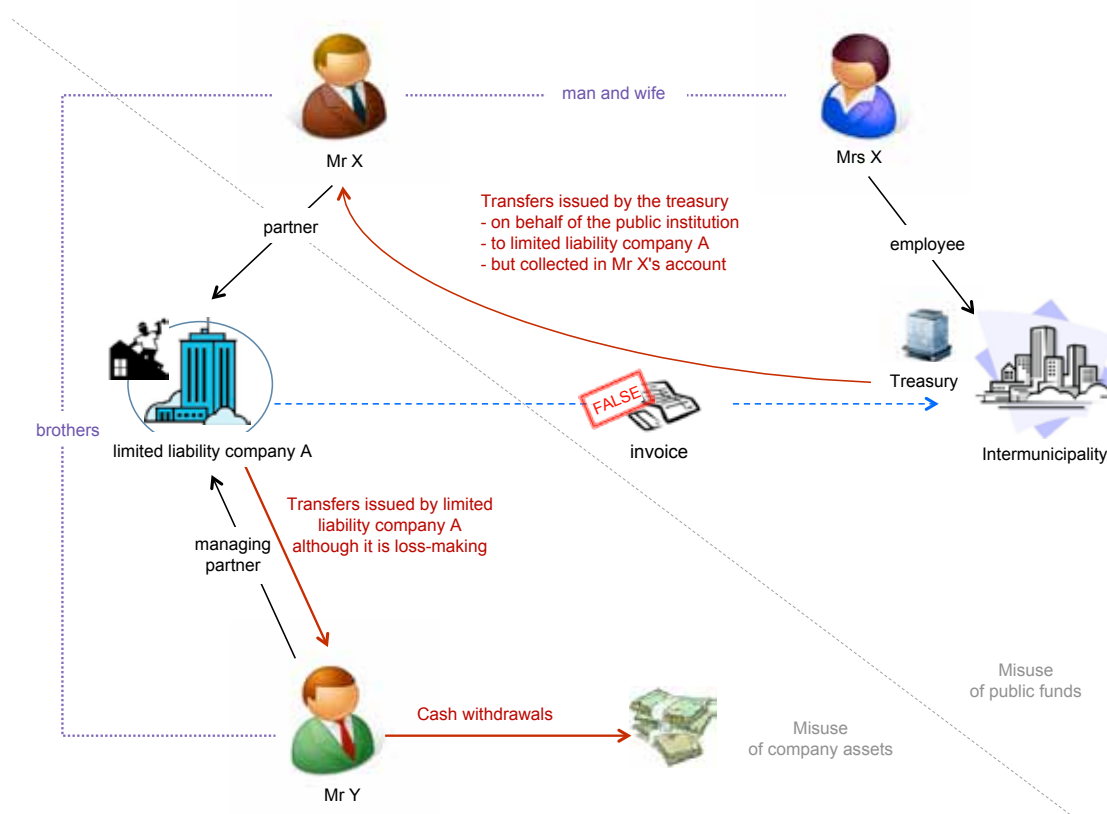 man and wife
Mr X
Mrs X
Transfers issued by the treasury
- on behalf of the public institution
- to limited liability company A
- but collected in Mr X's account
partner
employee
Treasury
FALSE
brothers
limited liability company A
invoice
Intermunicipality
Transfers issued by limited
liability company A
although it is loss-making
managing
partner
Misuse
of public funds
Cash withdrawals
Misuse
of company assets
Mr Y